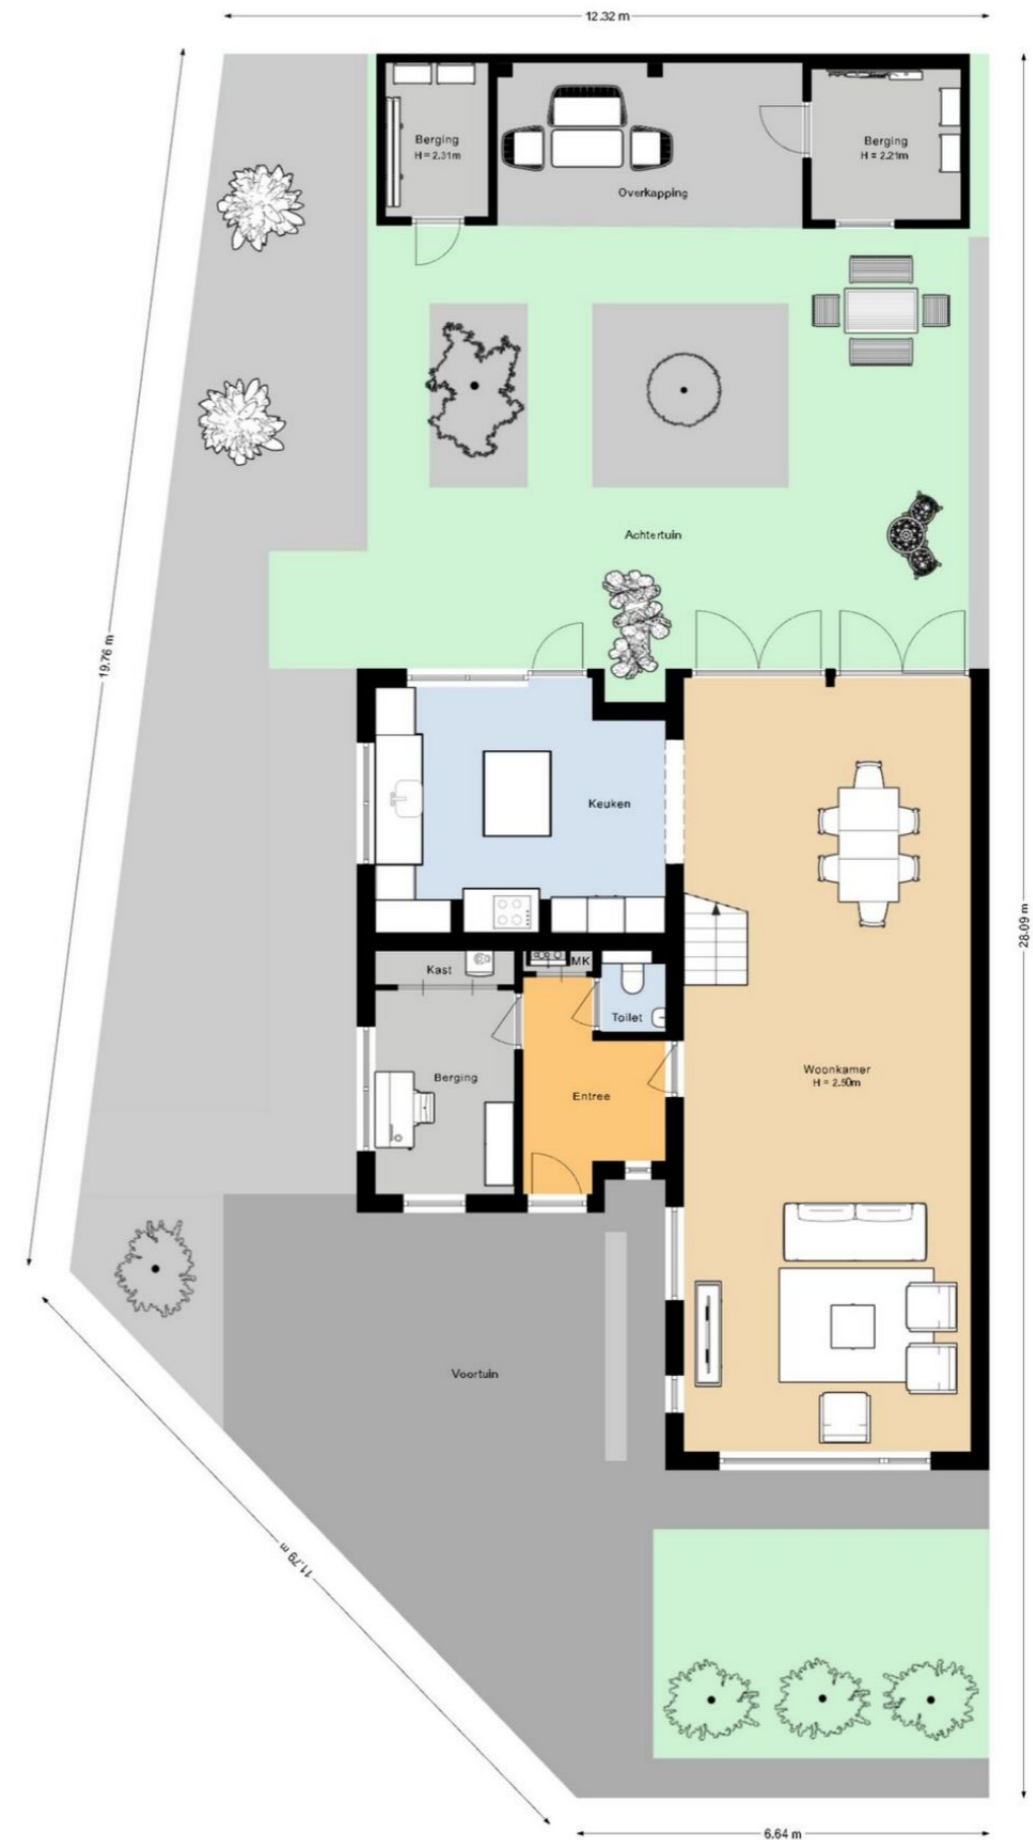 12.32 m
Berging
H = 2.31m
Berging
H = 2.21m
Overkapping
Achtertuin
19.76 m
Keuken
28.09 m
Kast
MK
Toilet
Woonkamer
H = 2.50m
Berging
Entree
Voortuin
11.79 m
6.64 m